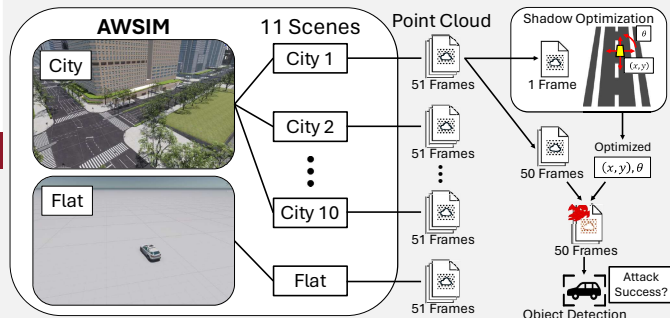 AWSIM
11 Scenes
Point Cloud
Shadow Optimization
City
City 1
51 Frames
1 Frame
θ
(x, y)
City 2
51 Frames
50 Frames
Optimized
(x, y), θ
Flat
City 10
51 Frames
50 Frames
Flat
51 Frames
Attack
Success?
Object Detection